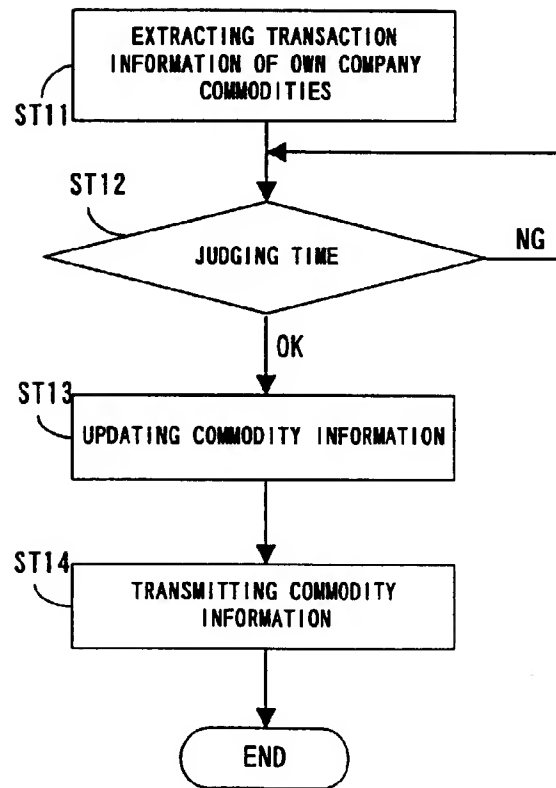 EXTRACTING TRANSACTION
INFORMATION OF OWN COMPANY
COMMODITIES
ST11
ST12
JUDGING TIME
NG
OK
ST13
UPDATING COMMODITY INFORMATION
ST14
TRANSMITTING COMMODITY
INFORMATION
END